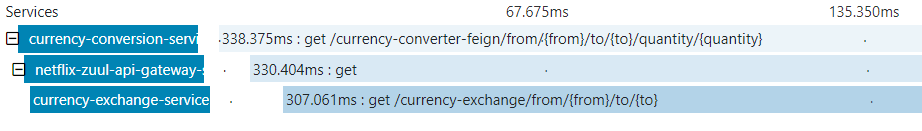 Services 67.675ms 135.350ms
currency-conversion-servi 338.375ms : get /currency-converter-feign/from/{from}/to/{to}/quantity/{quantity}
netflix-zuul-api-gateway-s 330.404ms : get
currency-exchange-service 307.061ms : get /currency-exchange/from/{from}/to/{to}